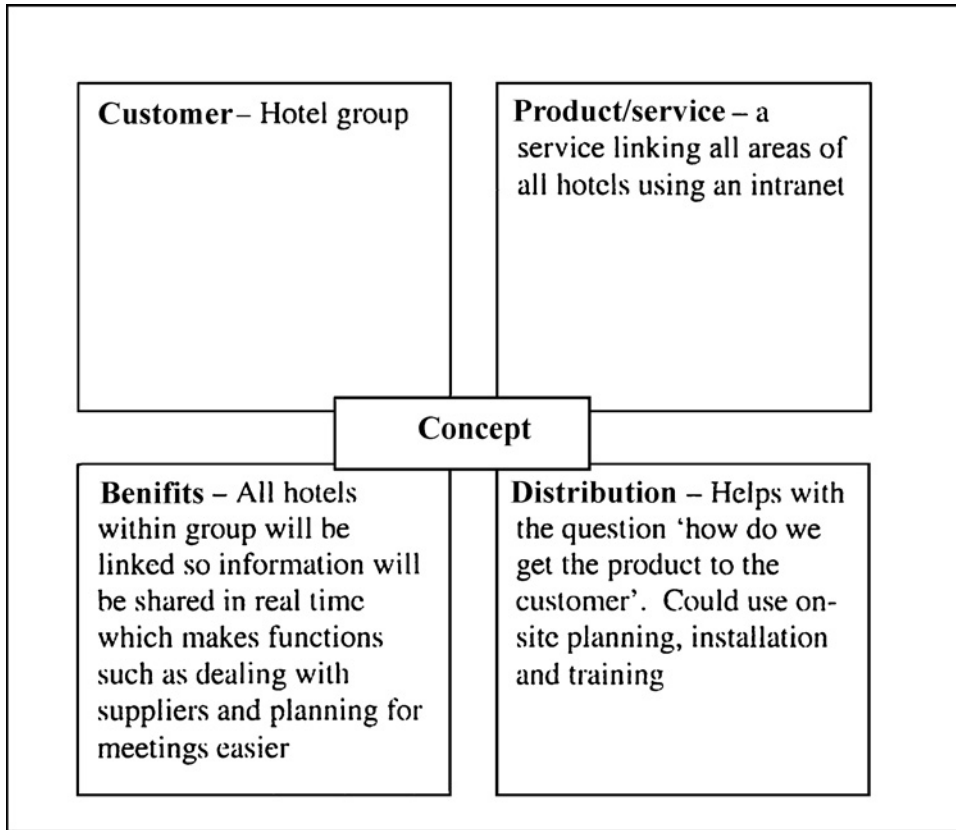 Customer– Hotel group
Product/service – a
service linking all areas of
all hotels using an intranet
Concept
Benifits – All hotels
within group will be
linked so information will
be shared in real time
which makes functions
such as dealing with
suppliers and planning for
meetings easier
Distribution – Helps with
the question ‘how do we
get the product to the
customer’.  Could use on-
site planning, installation
and training